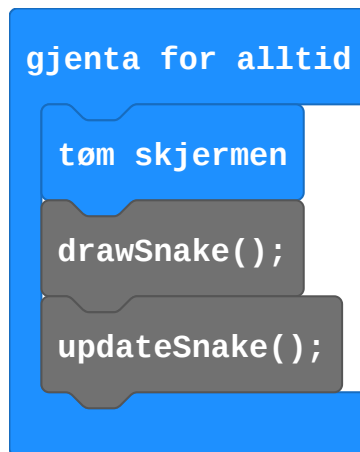 gjenta for alltid
tøm skjermen
drawSnake();
updateSnake();